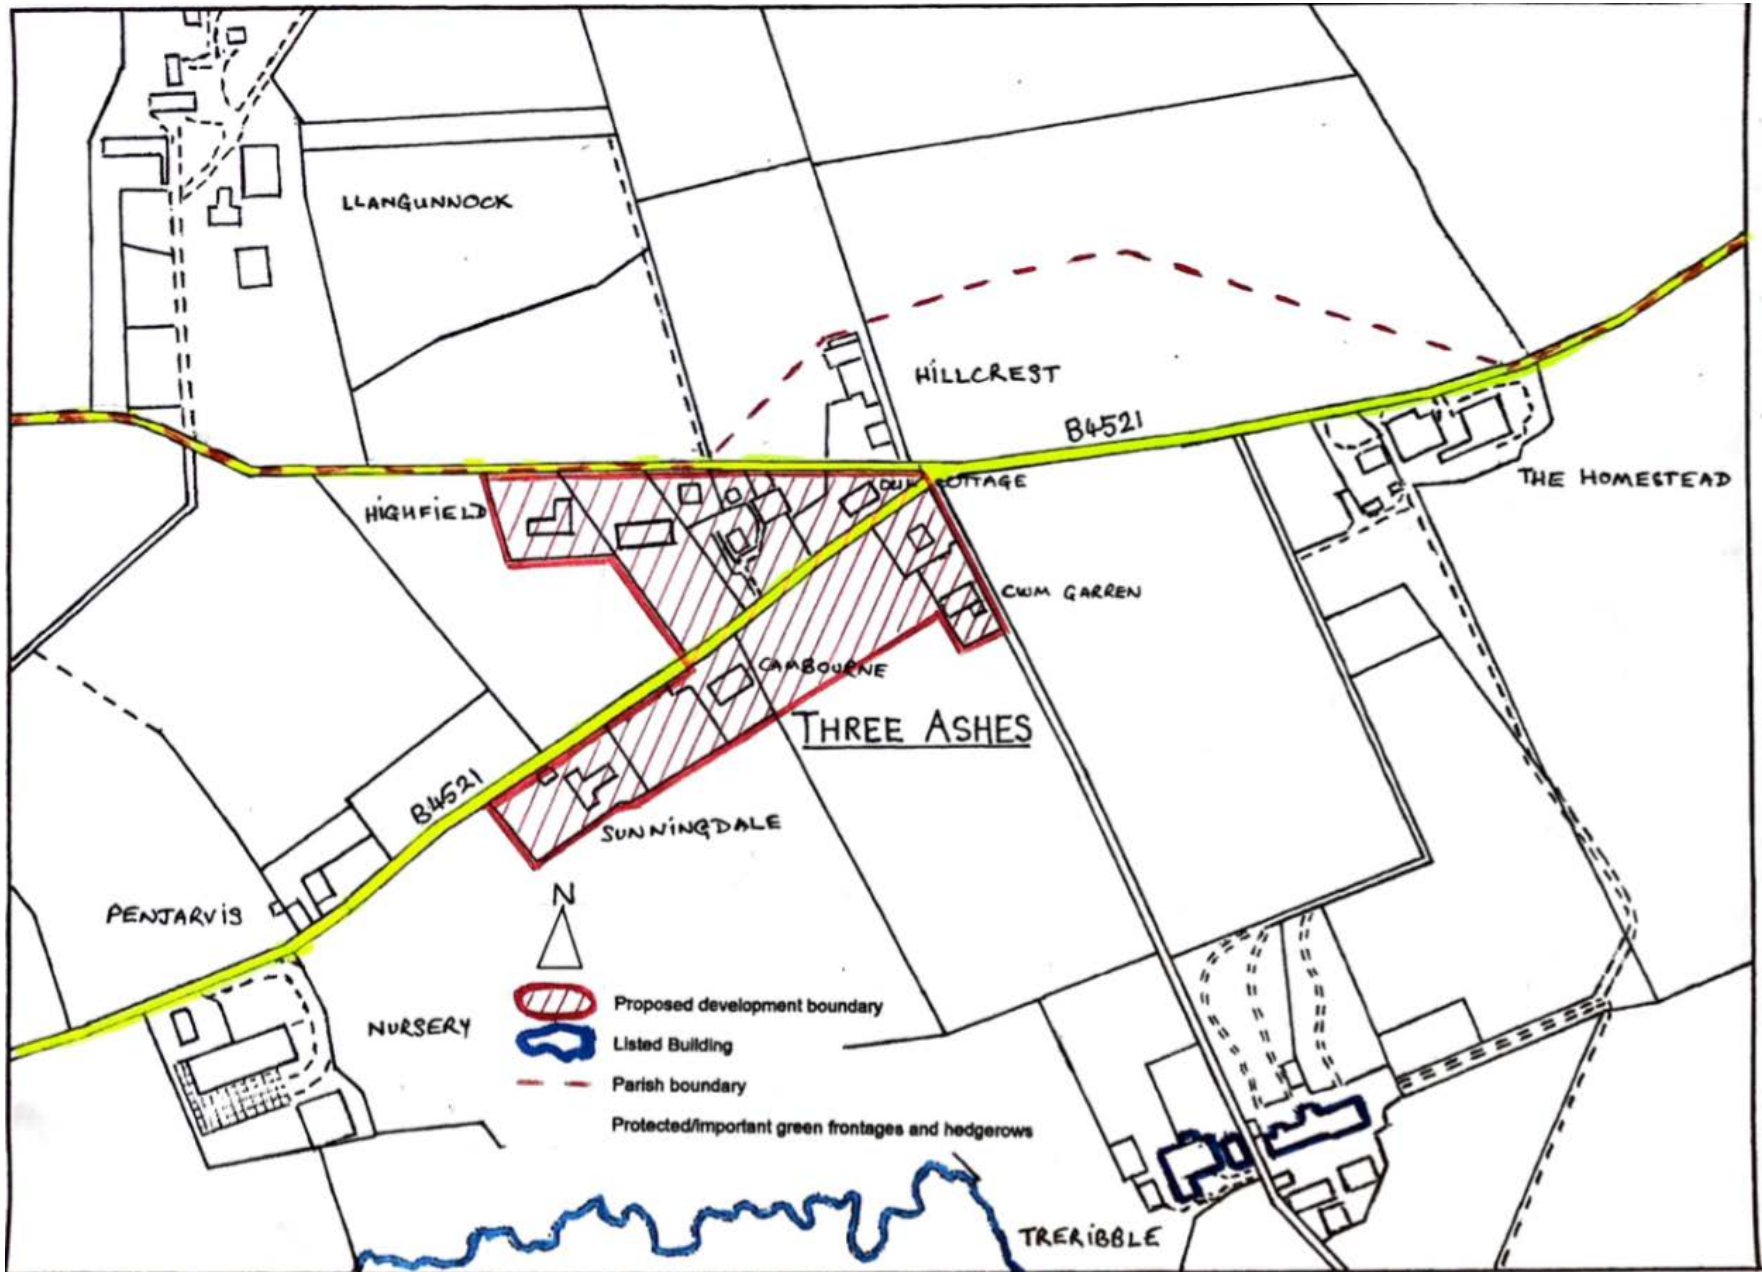 LLANGUNNOCK
HILLCREST
B4521
THE HOMESTEAD
HIGHFIELD
COTTAGE
CWM GARREN
CAMBOURNE
THREE ASHES
B4521
SUNNINGDALE
PENJARVIS
N
NURSERY
Proposed development boundary
Listed Building
Parish boundary
Protected/important green frontages and hedgerows
TRERIBBLE